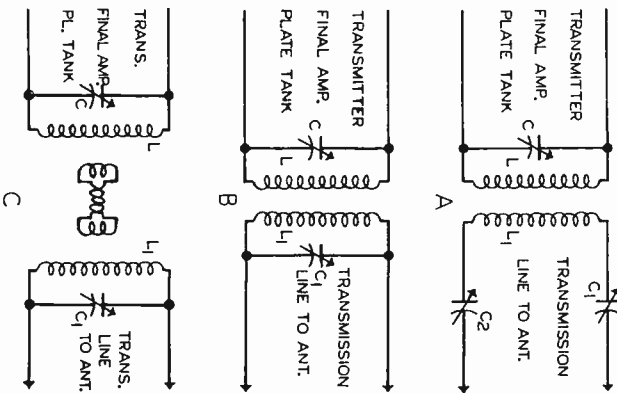 TRANSMITTER
FINAL AMP.
PLATE TANK
C
L
L1
C1
C2
TRANSMISSION
LINE TO ANT.
A
TRANSMITTER
FINAL AMP.
PLATE TANK
C
L
L1
C1
TRANSMISSION
LINE TO ANT.
B
TRANS.
FINAL AMP.
PL. TANK
C
L
L1
C1
TRANS.
LINE
TO ANT.
C